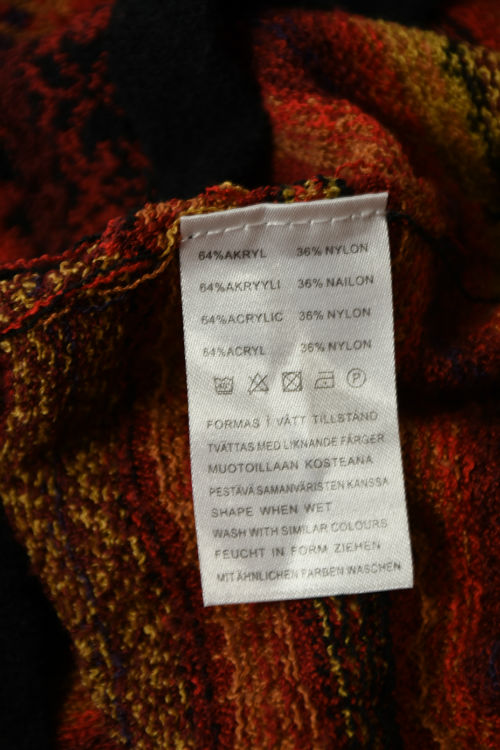 64%AKRYL 36% NYLON
64%AKRYYLI 36% NAILON
64%ACRYLIC 36% NYLON
64%ACRYL 36% NYLON
40° P
FORMAS I VÅTT TILLSTÅND
TVÄTTAS MED LIKNANDE FÄRGER
MUOTOILLAAN KOSTEANA
PESTÄVÄ SAMANVÄRISTEN KANSSA
SHAPE WHEN WET
WASH WITH SIMILAR COLOURS
FEUCHT IN FORM ZIEHEN
MIT ÄHNLICHEN FARBEN WASCHEN